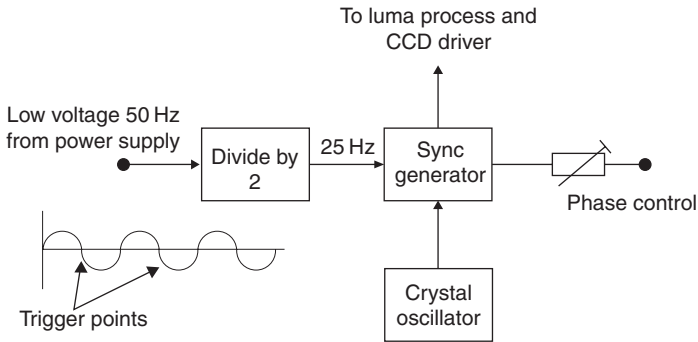 To luma process and
CCD driver
Low voltage 50 Hz
from power supply
Divide by
2
25 Hz
Sync
generator
Phase control
Trigger points
Crystal
oscillator